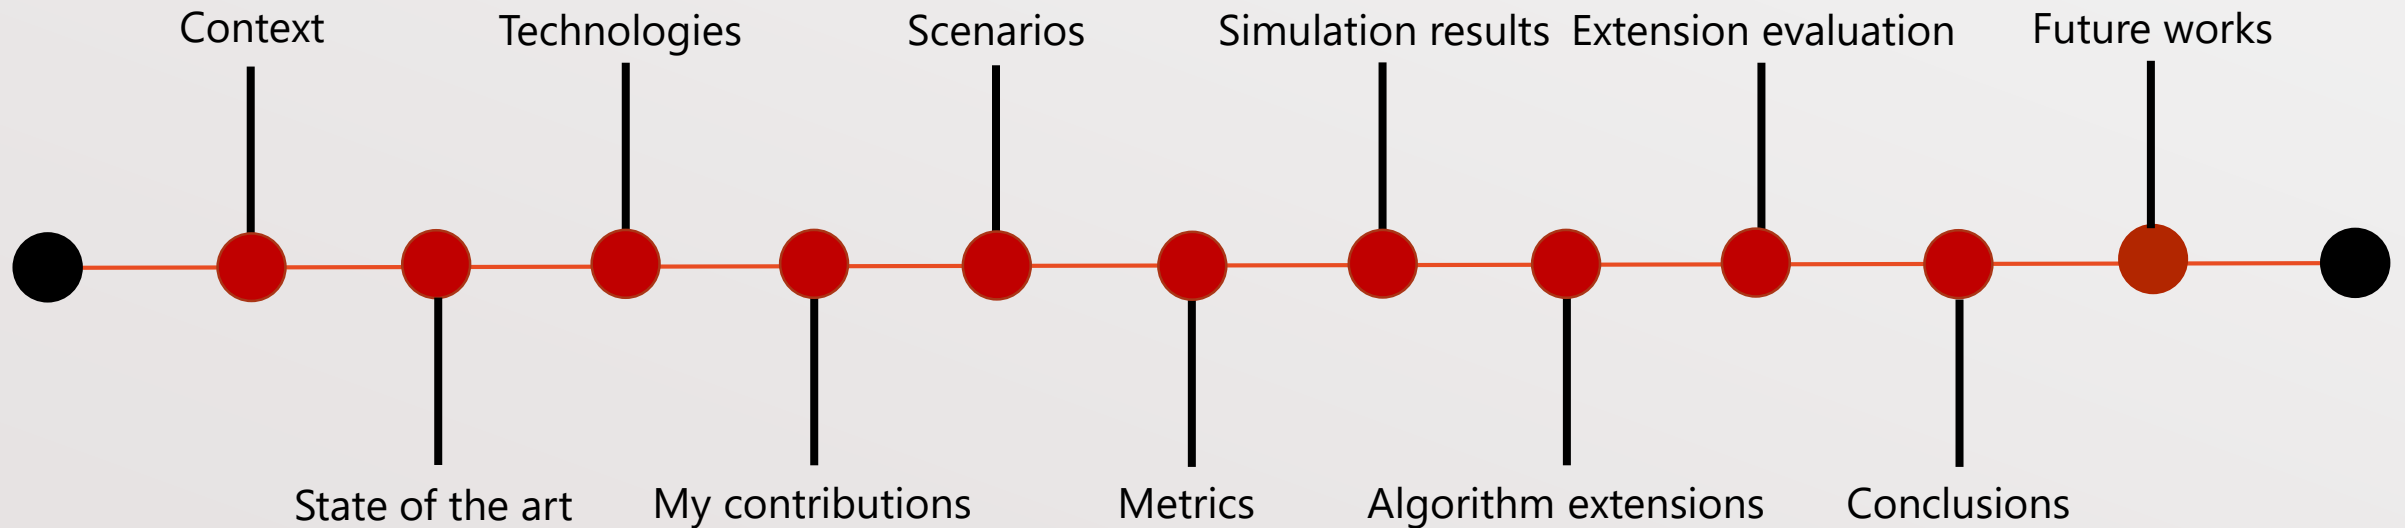 Context
Technologies
Scenarios
Simulation results
Extension evaluation
Future works
State of the art
My contributions
Metrics
Algorithm extensions
Conclusions